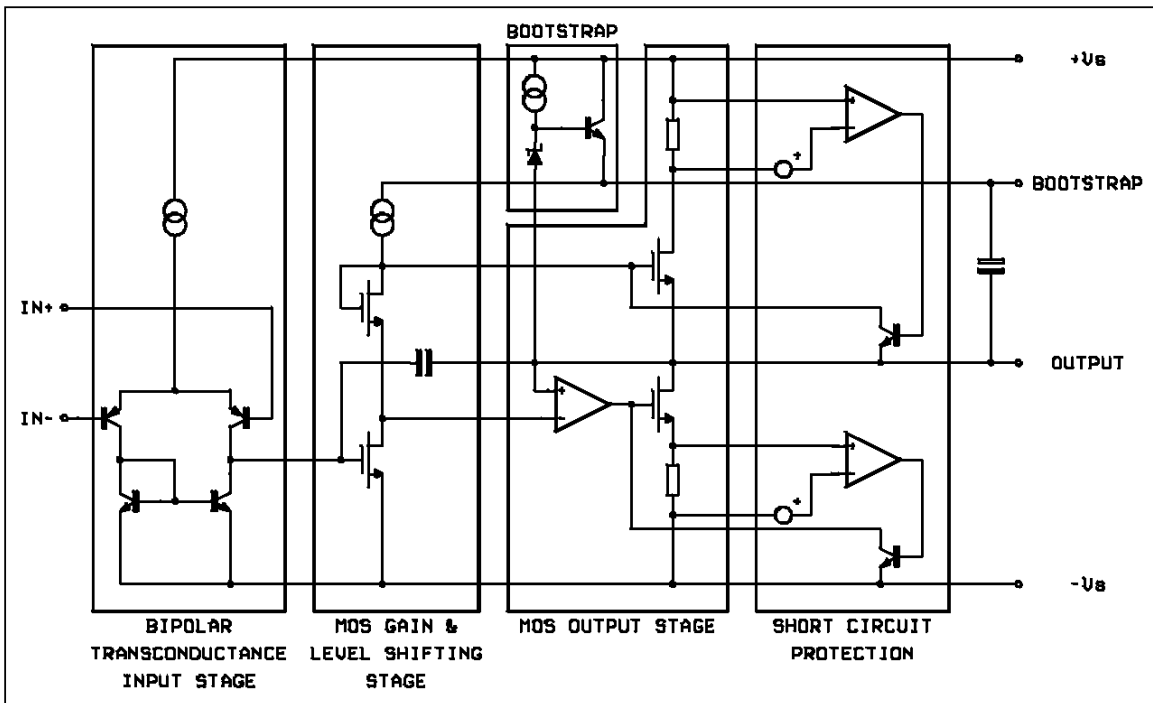 BOOTSTRAP
+Vs
BOOTSTRAP
IN+
OUTPUT
IN-
-Vs
BIPOLAR
TRANSCONDUCTANCE
INPUT STAGE
MOS GAIN &
LEVEL SHIFTING
STAGE
MOS OUTPUT STAGE
SHORT CIRCUIT
PROTECTION